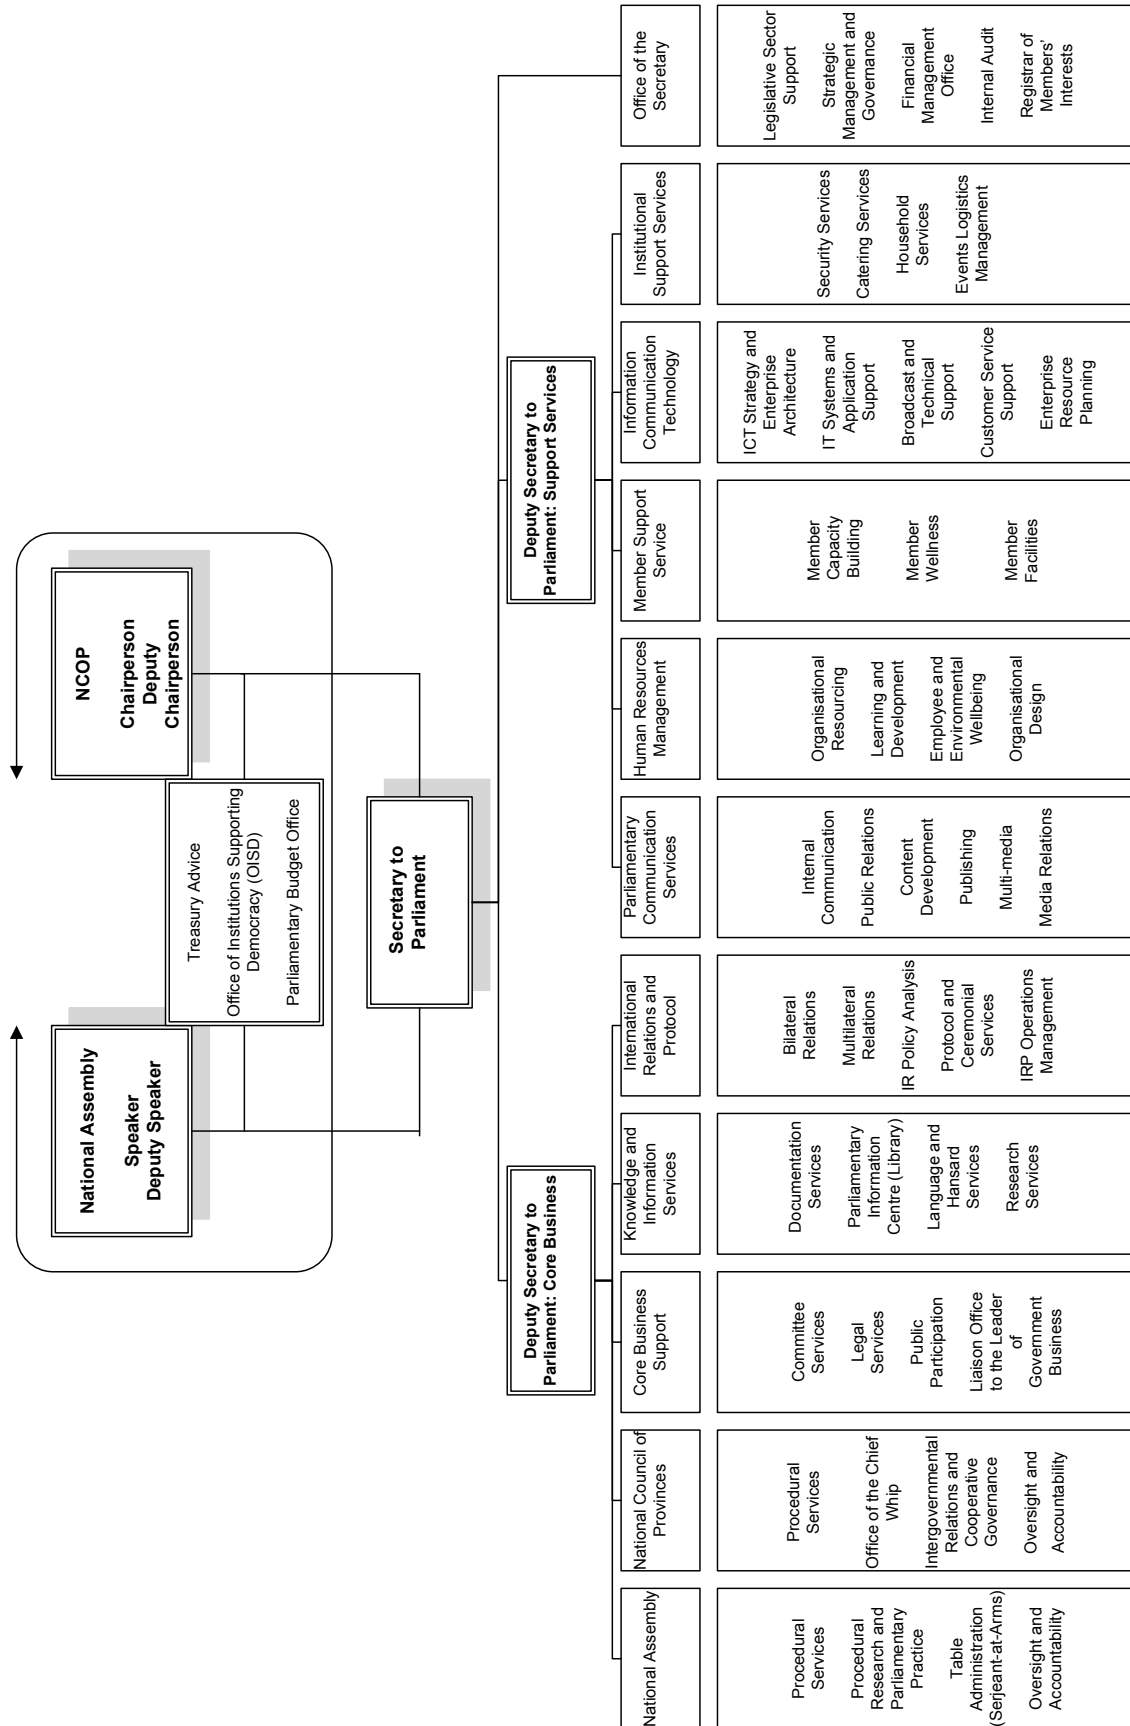 National Assembly
Speaker
Deputy Speaker
NCOP
Chairperson
Deputy
Chairperson
Treasury Advice
Office of Institutions Supporting
Democracy (OISD)
Parliamentary Budget Office
Secretary to
Parliament
Deputy Secretary to
Parliament: Core Business
Deputy Secretary to
Parliament: Support Services
National Assembly
Procedural
Services
Procedural
Research and
Parliamentary
Practice
Table
Administration
(Serjeant-at-Arms)
Oversight and
Accountability
National Council of
Provinces
Procedural
Services
Office of the Chief
Whip
Intergovernmental
Relations and
Cooperative
Governance
Oversight and
Accountability
Core Business
Support
Committee
Services
Legal
Services
Public
Participation
Liaison Office
to the Leader
of
Government
Business
Knowledge and
Information
Services
Documentation
Services
Parliamentary
Information
Centre (Library)
Language and
Hansard
Services
Research
Services
International
Relations and
Protocol
Bilateral
Relations
Multilateral
Relations
IR Policy Analysis
Protocol and
Ceremonial
Services
IRP Operations
Management
Parliamentary
Communication
Services
Internal
Communication
Public Relations
Content
Development
Publishing
Multi-media
Media Relations
Human Resources
Management
Organisational
Resourcing
Learning and
Development
Employee and
Environmental
Wellbeing
Organisational
Design
Member Support
Service
Member
Capacity
Building
Member
Wellness
Member
Facilities
Information
Communication
Technology
ICT Strategy and
Enterprise
Architecture
IT Systems and
Application
Support
Broadcast and
Technical
Support
Customer Service
Support
Enterprise
Resource
Planning
Institutional
Support Services
Security Services
Catering Services
Household
Services
Events Logistics
Management
Office of the
Secretary
Legislative Sector
Support
Strategic
Management and
Governance
Financial
Management
Office
Internal Audit
Registrar of
Members'
Interests